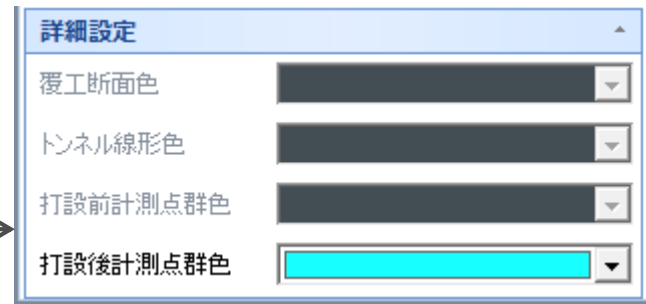 詳細設定
覆工断面色
トンネル線形色
打設前計測点群色
打設後計測点群色